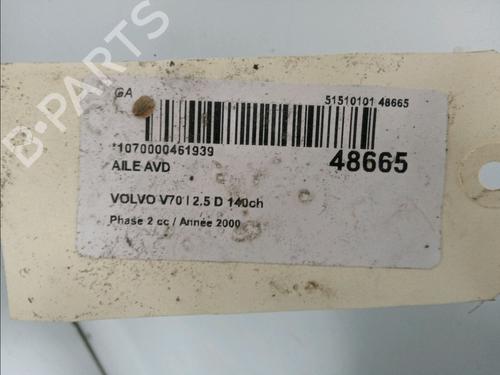 B-PARTS
GA
51510101 48665
*1070000461939
48665
AILE AVD
VOLVO V70 I 2,5 D 140ch
Phase 2 cc / Année 2000